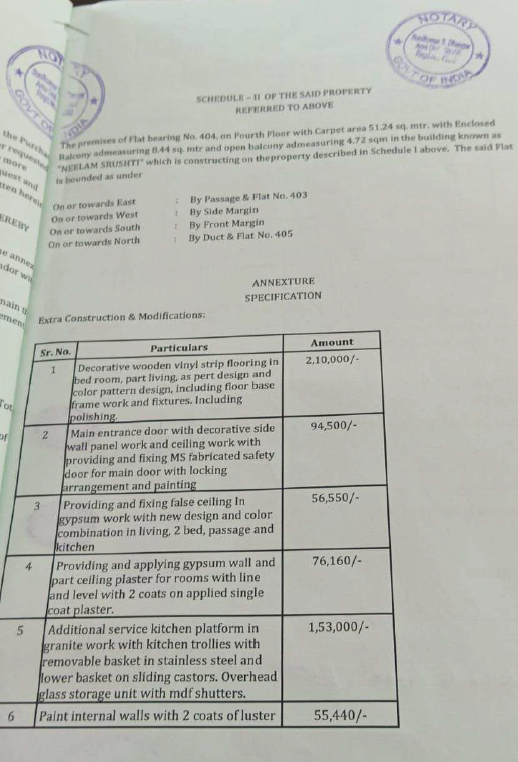 NOTARY
GOVT OF INDIA
NOTARY
GOVT OF INDIA
SCHEDULE - II OF THE SAID PROPERTY
REFERRED TO ABOVE
The premises of Flat bearing No. 404, on Fourth Floor with Carpet area 51.24 sq. mtr. with Enclosed
Balcony admeasuring 8.44 sq. mtr and open balcony admeasuring 4.72 sqm in the building known as
"NEELAM SRUSHTI" which is constructing on theproperty described in Schedule I above. The said Flat
is bounded as under
On or towards East : By Passage & Flat No. 403
On or towards West : By Side Margin
On or towards South : By Front Margin
On or towards North : By Duct & Flat No. 405
ANNEXTURE
SPECIFICATION
Extra Construction & Modifications:
Sr. No. Particulars Amount
1 Decorative wooden vinyl strip flooring in 2,10,000/-
bed room, part living, as pert design and
color pattern design, including floor base
frame work and fixtures. Including
polishing.
2 Main entrance door with decorative side 94,500/-
wall panel work and ceiling work with
providing and fixing MS fabricated safety
door for main door with locking
arrangement and painting
3 Providing and fixing false ceiling In 56,550/-
gypsum work with new design and color
combination in living, 2 bed, passage and
kitchen
4 Providing and applying gypsum wall and 76,160/-
part ceiling plaster for rooms with line
and level with 2 coats on applied single
coat plaster.
5 Additional service kitchen platform in 1,53,000/-
granite work with kitchen trollies with
removable basket in stainless steel and
lower basket on sliding castors. Overhead
glass storage unit with mdf shutters.
6 Paint internal walls with 2 coats of luster 55,440/-